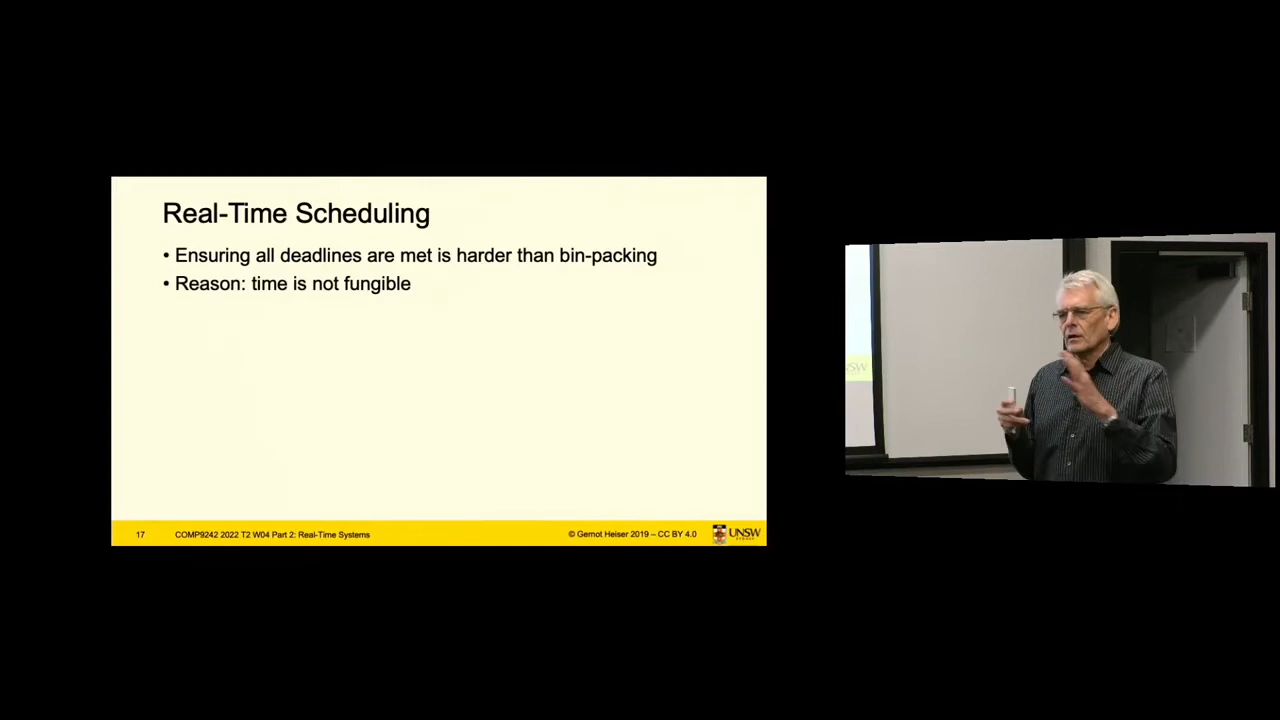 Real-Time Scheduling
• Ensuring all deadlines are met is harder than bin-packing
• Reason: time is not fungible
17
COMP9242 2022 T2 W04 Part 2: Real-Time Systems
© Gernot Heiser 2019 – CC BY 4.0
UNSW
SYDNEY